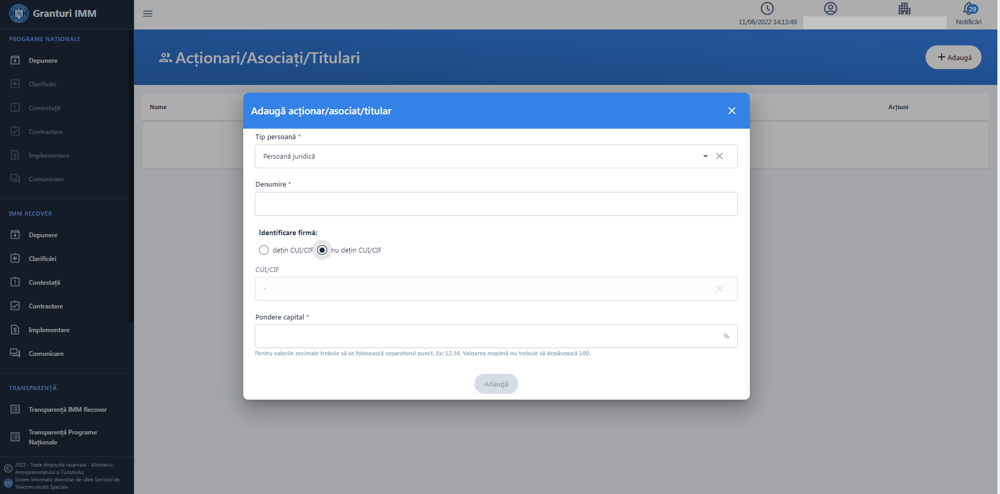 Granturi IMM
PROGRAME NAȚIONALE
Depunere
Clarificări
Contestații
Contractare
Implementare
Comunicare
IMM RECOVER
Depunere
Clarificări
Contestații
Contractare
Implementare
Comunicare
TRANSPARENȚĂ
Transparență IMM Recover
Transparență Programe
Naționale
2022 - Toate drepturile rezervate - Ministerul
Antreprenoriatului și Turismului
Sistem informatic dezvoltat de către Serviciul de
Telecomunicații Speciale
11/08/2022 14:13:49
29
Notificări
Acționari/Asociați/Titulari
Adaugă
Nume
Acțiuni
Adaugă acționar/asociat/titular
Tip persoană *
Persoană juridică
Denumire *
Identificare firmă:
dețin CUI/CIF nu dețin CUI/CIF
CUI/CIF
-
Pondere capital *
%
Pentru valorile zecimale trebuie să se folosească separatorul punct. Ex: 12.34. Valoarea maximă nu trebuie să depășească 100.
Adaugă